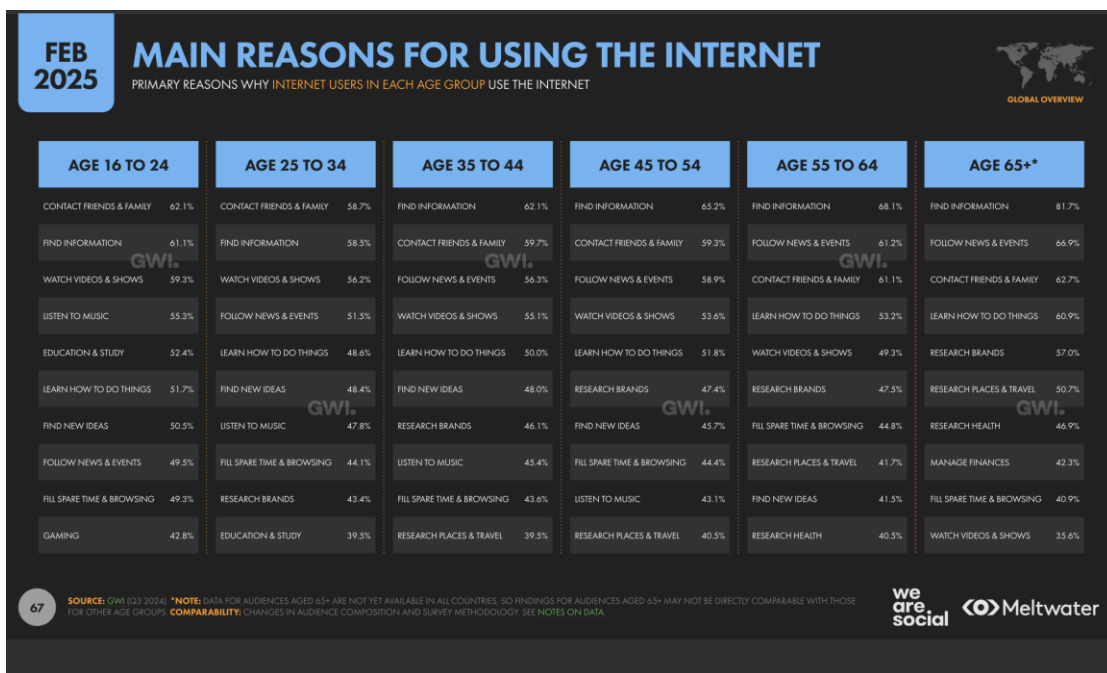 FEB
2025
MAIN REASONS FOR USING THE INTERNET
PRIMARY REASONS WHY INTERNET USERS IN EACH AGE GROUP USE THE INTERNET
GLOBAL OVERVIEW
AGE 16 TO 24
CONTACT FRIENDS & FAMILY 62.1%
FIND INFORMATION 61.1%
WATCH VIDEOS & SHOWS 59.3%
LISTEN TO MUSIC 55.3%
EDUCATION & STUDY 52.4%
LEARN HOW TO DO THINGS 51.7%
FIND NEW IDEAS 50.5%
FOLLOW NEWS & EVENTS 49.5%
FILL SPARE TIME & BROWSING 49.3%
GAMING 42.8%
AGE 25 TO 34
CONTACT FRIENDS & FAMILY 58.7%
FIND INFORMATION 58.5%
WATCH VIDEOS & SHOWS 56.2%
FOLLOW NEWS & EVENTS 51.5%
LEARN HOW TO DO THINGS 48.6%
FIND NEW IDEAS 48.4%
LISTEN TO MUSIC 47.8%
FILL SPARE TIME & BROWSING 44.1%
RESEARCH BRANDS 43.4%
EDUCATION & STUDY 39.5%
AGE 35 TO 44
FIND INFORMATION 62.1%
CONTACT FRIENDS & FAMILY 59.7%
FOLLOW NEWS & EVENTS 56.3%
WATCH VIDEOS & SHOWS 55.1%
LEARN HOW TO DO THINGS 50.0%
FIND NEW IDEAS 48.0%
RESEARCH BRANDS 46.1%
LISTEN TO MUSIC 45.4%
FILL SPARE TIME & BROWSING 43.6%
RESEARCH PLACES & TRAVEL 39.5%
AGE 45 TO 54
FIND INFORMATION 65.2%
CONTACT FRIENDS & FAMILY 59.3%
FOLLOW NEWS & EVENTS 58.9%
WATCH VIDEOS & SHOWS 53.6%
LEARN HOW TO DO THINGS 51.8%
RESEARCH BRANDS 47.4%
FIND NEW IDEAS 45.7%
FILL SPARE TIME & BROWSING 44.4%
LISTEN TO MUSIC 43.1%
RESEARCH PLACES & TRAVEL 40.5%
AGE 55 TO 64
FIND INFORMATION 68.1%
FOLLOW NEWS & EVENTS 61.2%
CONTACT FRIENDS & FAMILY 61.1%
LEARN HOW TO DO THINGS 53.2%
WATCH VIDEOS & SHOWS 49.3%
RESEARCH BRANDS 47.5%
FILL SPARE TIME & BROWSING 44.8%
RESEARCH PLACES & TRAVEL 41.7%
FIND NEW IDEAS 41.5%
RESEARCH HEALTH 40.5%
AGE 65+*
FIND INFORMATION 81.7%
FOLLOW NEWS & EVENTS 66.9%
CONTACT FRIENDS & FAMILY 62.7%
LEARN HOW TO DO THINGS 60.9%
RESEARCH BRANDS 57.0%
RESEARCH PLACES & TRAVEL 50.7%
RESEARCH HEALTH 46.9%
MANAGE FINANCES 42.3%
FILL SPARE TIME & BROWSING 40.9%
WATCH VIDEOS & SHOWS 35.6%
GWI.
GWI.
GWI.
GWI.
GWI.
GWI.
67
SOURCE: GWI (Q3 2024). *NOTE: DATA FOR AUDIENCES AGED 65+ ARE NOT YET AVAILABLE IN ALL COUNTRIES, SO FINDINGS FOR AUDIENCES AGED 65+ MAY NOT BE DIRECTLY COMPARABLE WITH THOSE
FOR OTHER AGE GROUPS. COMPARABILITY: CHANGES IN AUDIENCE COMPOSITION AND SURVEY METHODOLOGY. SEE NOTES ON DATA.
we
are.
social
Meltwater